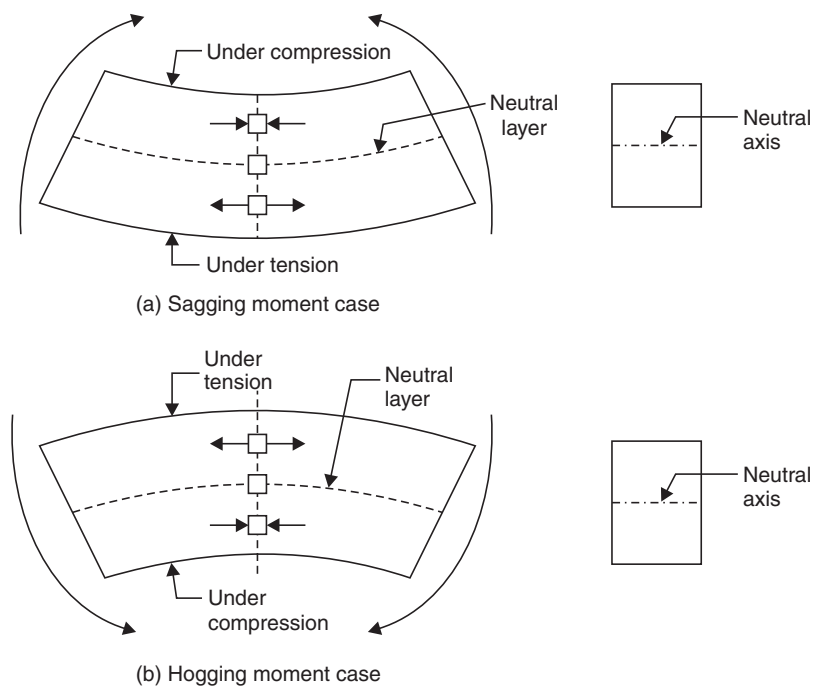 Under compression
Neutral
layer
Neutral
axis
Under tension
(a) Sagging moment case
Under
tension
Neutral
layer
Neutral
axis
Under
compression
(b) Hogging moment case